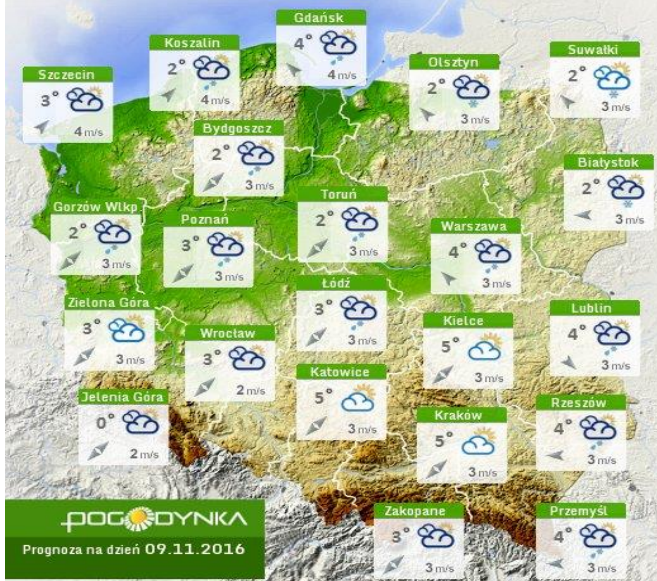 Gdańsk
4°
4 m/s
Koszalin
2°
4 m/s
Szczecin
3°
4 m/s
Olsztyn
2°
3 m/s
Suwałki
2°
3 m/s
Bydgoszcz
2°
3 m/s
Białystok
2°
3 m/s
Gorzów Wlkp
2°
3 m/s
Poznań
3°
3 m/s
Toruń
2°
3 m/s
Warszawa
4°
3 m/s
Zielona Góra
3°
3 m/s
Wrocław
3°
2 m/s
Łódź
3°
3 m/s
Kielce
5°
3 m/s
Lublin
4°
3 m/s
Jelenia Góra
0°
2 m/s
Katowice
5°
3 m/s
Kraków
5°
3 m/s
Rzeszów
4°
3 m/s
Zakopane
3°
3 m/s
Przemyśl
4°
3 m/s
POGODYNKA
Prognoza na dzień 09.11.2016